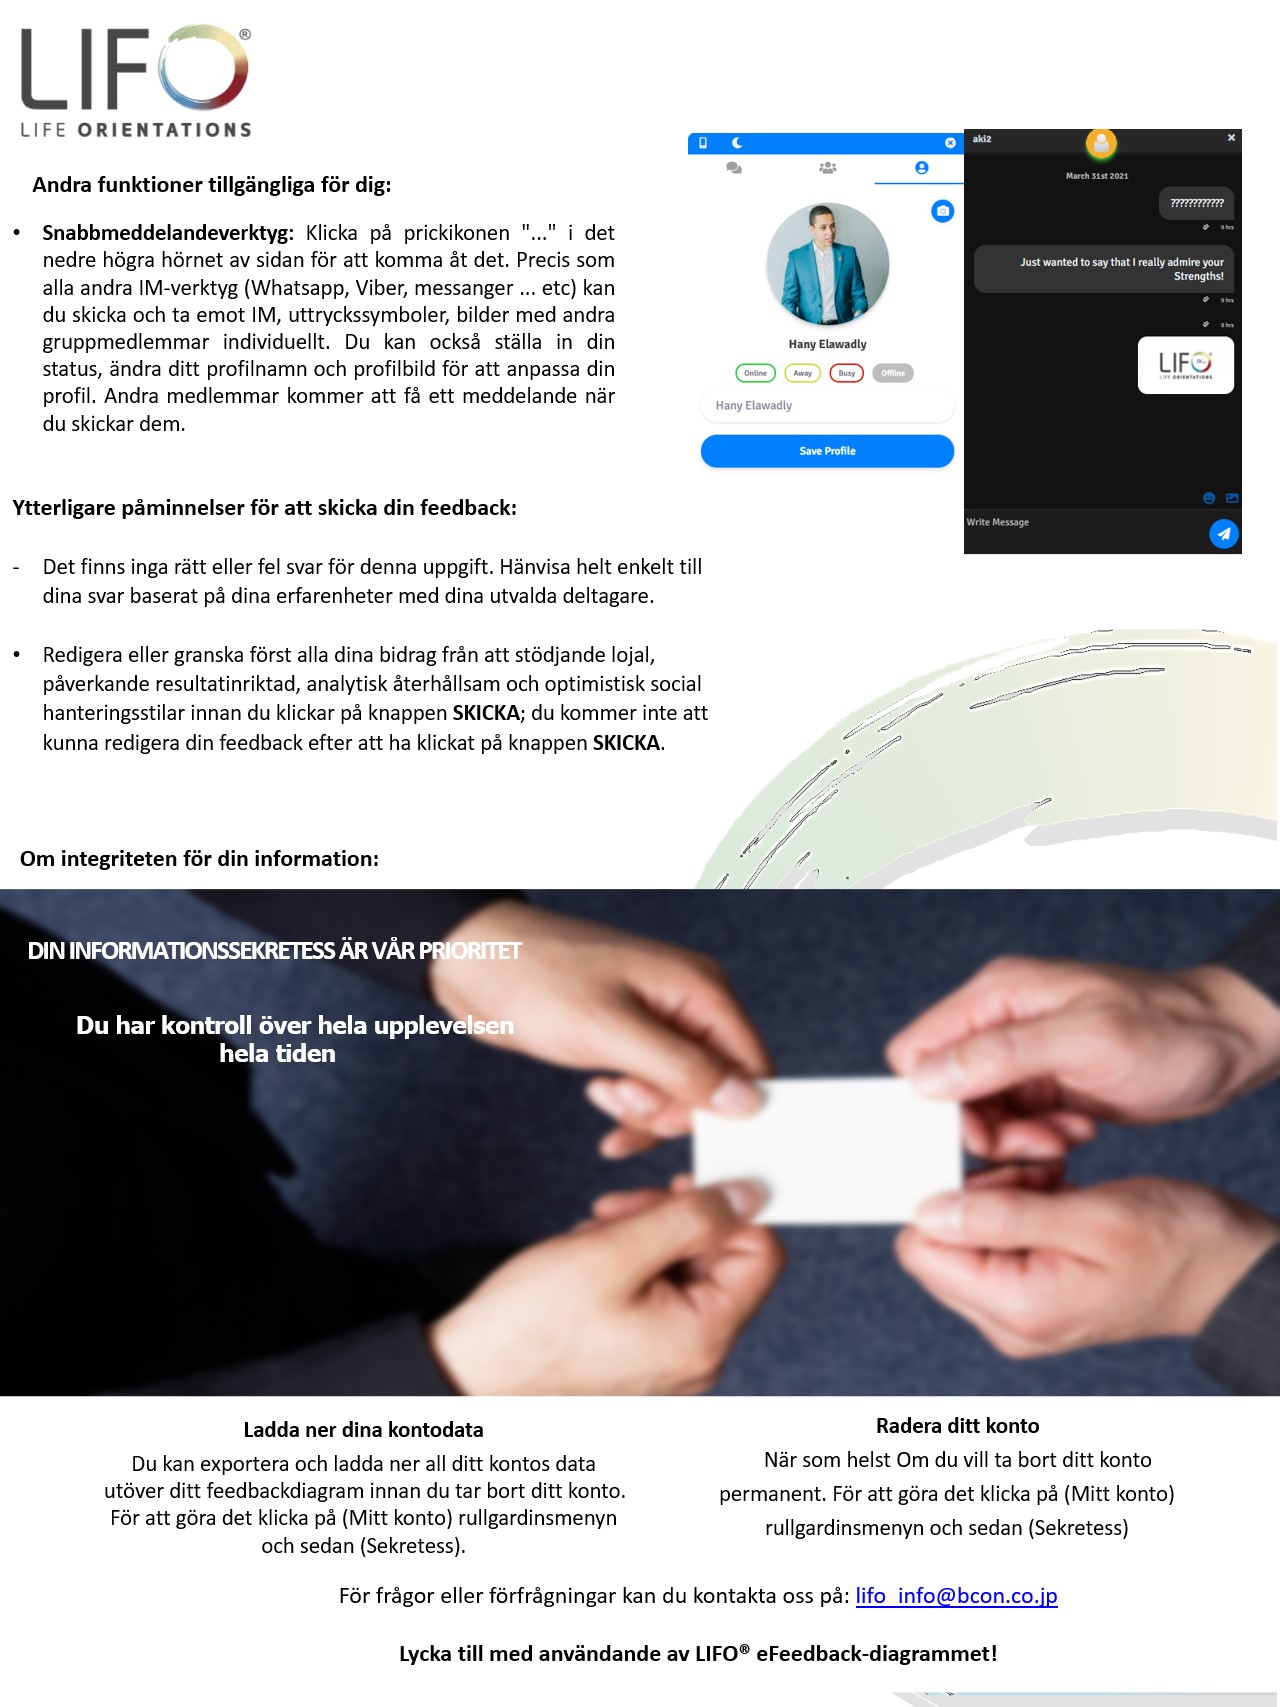 LIFO®
LIFE ORIENTATIONS
Andra funktioner tillgängliga för dig:
• Snabbmeddelandeverktyg: Klicka på prickikonen "..." i det
nedre högra hörnet av sidan för att komma åt det. Precis som
alla andra IM-verktyg (Whatsapp, Viber, messanger ... etc) kan
du skicka och ta emot IM, uttryckssymboler, bilder med andra
gruppmedlemmar individuellt. Du kan också ställa in din
status, ändra ditt profilnamn och profilbild för att anpassa din
profil. Andra medlemmar kommer att få ett meddelande när
du skickar dem.
Hany Elawadly
Online Away Busy Offline
Hany Elawadly
Save Profile
aki2
March 31st 2021
????????????
9 hrs
Just wanted to say that I really admire your
Strengths!
9 hrs
9 hrs
LIFO
LIFE ORIENTATIONS
Write Message
Ytterligare påminnelser för att skicka din feedback:
- Det finns inga rätt eller fel svar för denna uppgift. Hänvisa helt enkelt till
dina svar baserat på dina erfarenheter med dina utvalda deltagare.
• Redigera eller granska först alla dina bidrag från att stödjande lojal,
påverkande resultatinriktad, analytisk återhållsam och optimistisk social
hanteringsstilar innan du klickar på knappen SKICKA; du kommer inte att
kunna redigera din feedback efter att ha klickat på knappen SKICKA.
Om integriteten för din information:
DIN INFORMATIONSSEKRETESS ÄR VÅR PRIORITET
Du har kontroll över hela upplevelsen
hela tiden
Ladda ner dina kontodata
Du kan exportera och ladda ner all ditt kontos data
utöver ditt feedbackdiagram innan du tar bort ditt konto.
För att göra det klicka på (Mitt konto) rullgardinsmenyn
och sedan (Sekretess).
Radera ditt konto
När som helst Om du vill ta bort ditt konto
permanent. För att göra det klicka på (Mitt konto)
rullgardinsmenyn och sedan (Sekretess)
För frågor eller förfrågningar kan du kontakta oss på: lifo_info@bcon.co.jp
Lycka till med användande av LIFO® eFeedback-diagrammet!